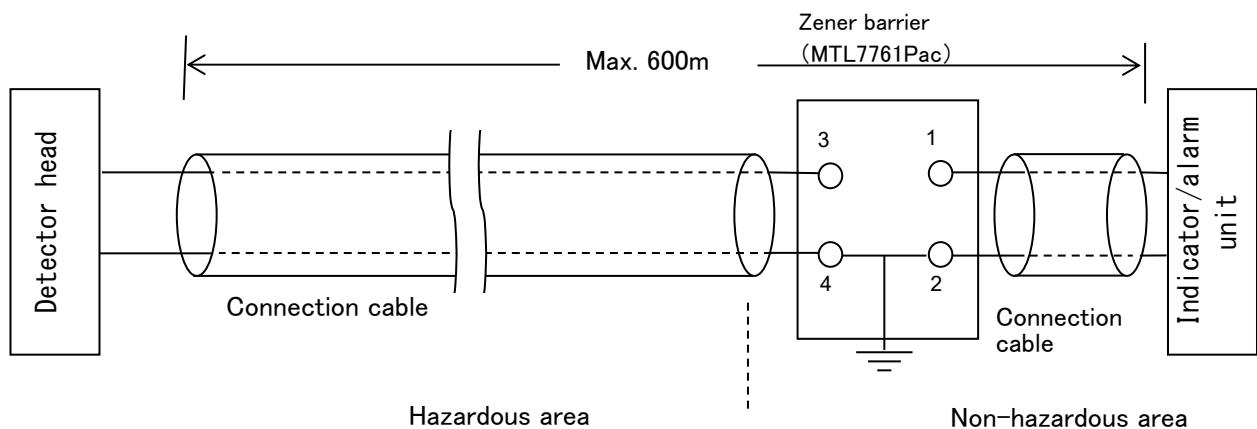 Zener barrier
（MTL7761Pac）
Max. 600m
Detector head
3
1
4
2
Connection cable
Connection
cable
Indicator/alarm
unit
Hazardous area
Non-hazardous area